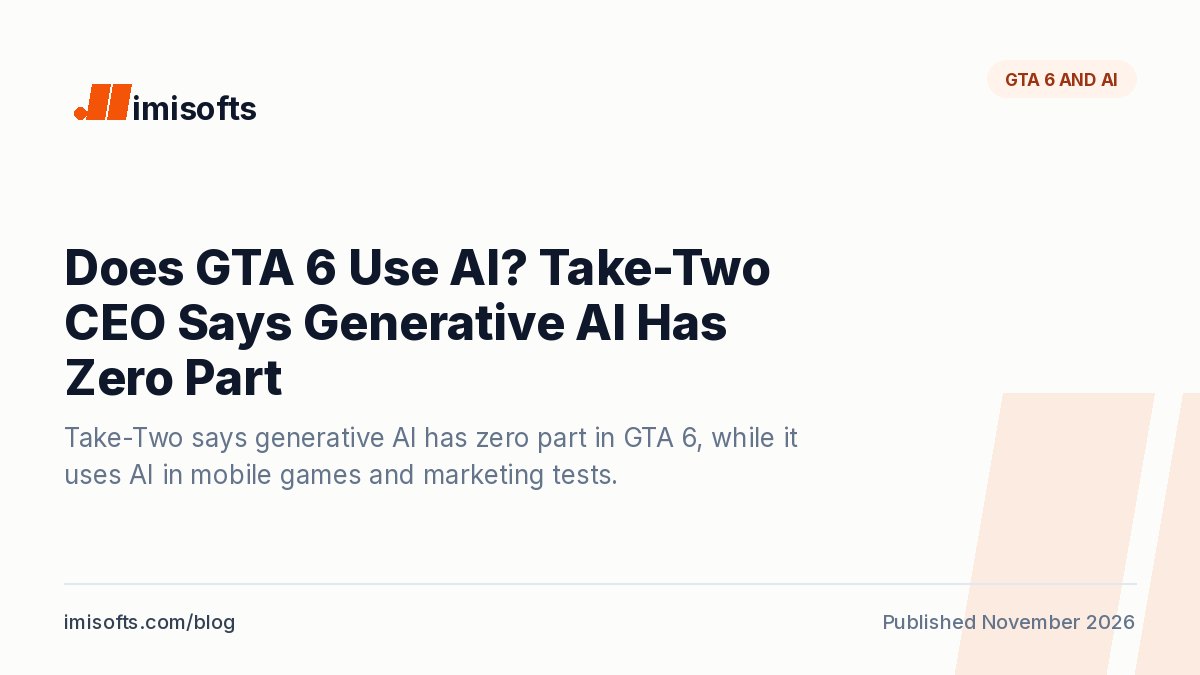 imisofts
GTA 6 AND AI
Does GTA 6 Use AI? Take-Two
CEO Says Generative AI Has
Zero Part
Take-Two says generative AI has zero part in GTA 6, while it
uses AI in mobile games and marketing tests.
imisofts.com/blog
Published November 2026